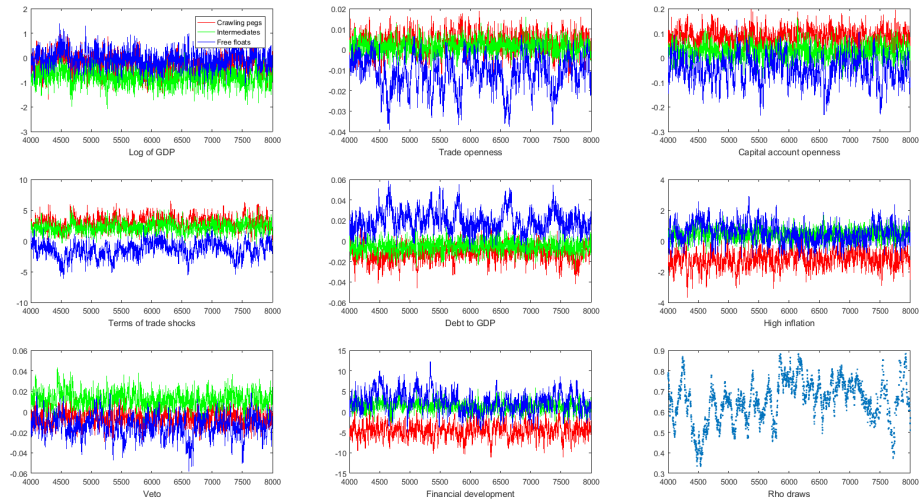 2
1
0
-1
-2
-3
Crawling pegs
Intermediates
Free floats
4000 4500 5000 5500 6000 6500 7000 7500 8000
Log of GDP
0.02
0.01
0
-0.01
-0.02
-0.03
-0.04
4000 4500 5000 5500 6000 6500 7000 7500 8000
Trade openness
0.2
0.1
0
-0.1
-0.2
-0.3
4000 4500 5000 5500 6000 6500 7000 7500 8000
Capital account openness
10
5
0
-5
-10
4000 4500 5000 5500 6000 6500 7000 7500 8000
Terms of trade shocks
0.06
0.04
0.02
0
-0.02
-0.04
-0.06
4000 4500 5000 5500 6000 6500 7000 7500 8000
Debt to GDP
4
2
0
-2
-4
4000 4500 5000 5500 6000 6500 7000 7500 8000
High inflation
0.06
0.04
0.02
0
-0.02
-0.04
-0.06
4000 4500 5000 5500 6000 6500 7000 7500 8000
Veto
15
10
5
0
-5
-10
-15
4000 4500 5000 5500 6000 6500 7000 7500 8000
Financial development
0.9
0.8
0.7
0.6
0.5
0.4
0.3
4000 4500 5000 5500 6000 6500 7000 7500 8000
Rho draws